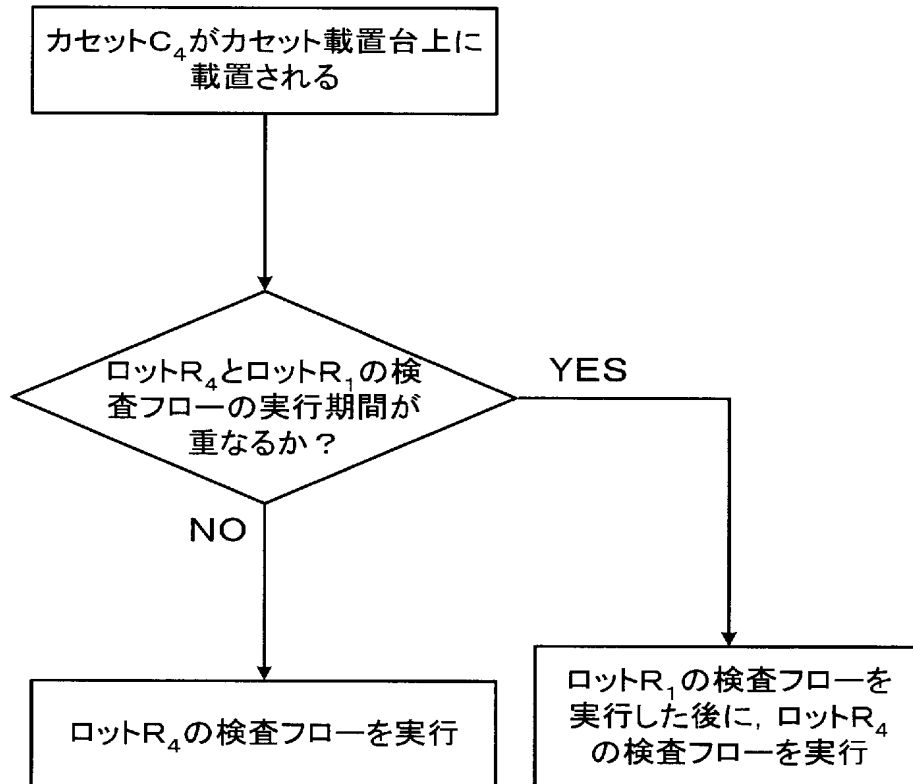 カセットC₄がカセット載置台上に
載置される
ロットR₄とロットR₁の検
査フローの実行期間が
重なるか？
YES
NO
ロットR₄の検査フローを実行
ロットR₁の検査フローを
実行した後に，ロットR₄
の検査フローを実行